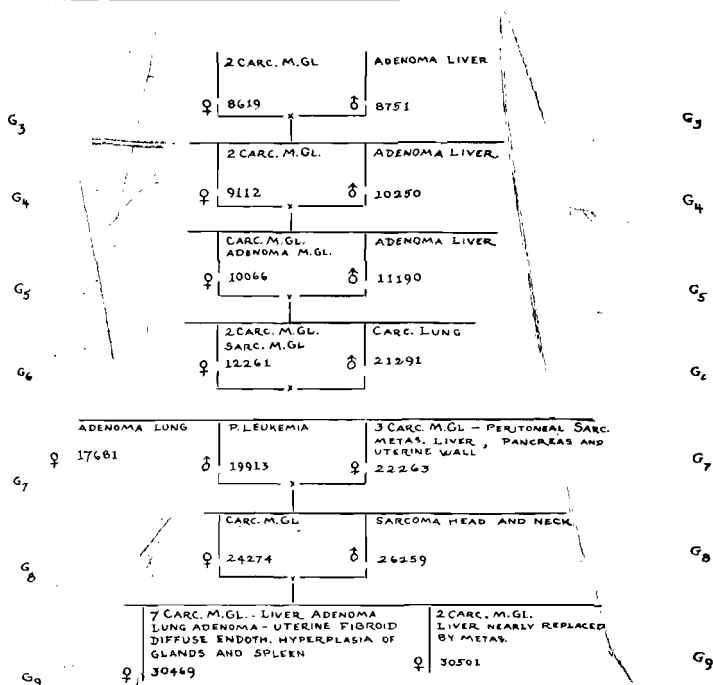 2 CARC. M.GL ADENOMA LIVER
♀ 8619 ♂ 8751
G3 G3
2 CARC. M.GL. ADENOMA LIVER
♀ 9112 ♂ 10250
G4 G4
CARC. M.GL. ADENOMA LIVER
ADENOMA M.GL.
♀ 10066 ♂ 11190
G5 G5
2 CARC. M.GL. CARC. LUNG
SARC. M.GL
♀ 12261 ♂ 21291
G6 G6
ADENOMA LUNG P. LEUKEMIA 3 CARC. M.GL – PERITONEAL SARC.
METAS. LIVER, PANCREAS AND
UTERINE WALL
♀ 17681 ♂ 19913 ♀ 22263
G7 G7
CARC. M.GL SARCOMA HEAD AND NECK
♀ 24274 ♂ 26259
G8 G8
7 CARC. M.GL. - LIVER ADENOMA 2 CARC. M.GL.
LUNG ADENOMA - UTERINE FIBROID LIVER NEARLY REPLACED
DIFFUSE ENDOTH. HYPERPLASIA OF BY METAS.
GLANDS AND SPLEEN
♀ 30469 ♀ 30501
G9 G9